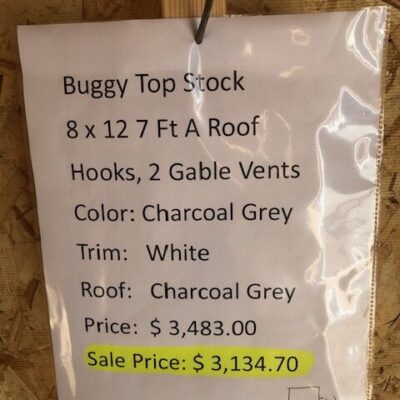 Buggy Top Stock
8 x 12 7 Ft A Roof
Hooks, 2 Gable Vents
Color: Charcoal Grey
Trim: White
Roof: Charcoal Grey
Price: $ 3,483.00
Sale Price: $ 3,134.70